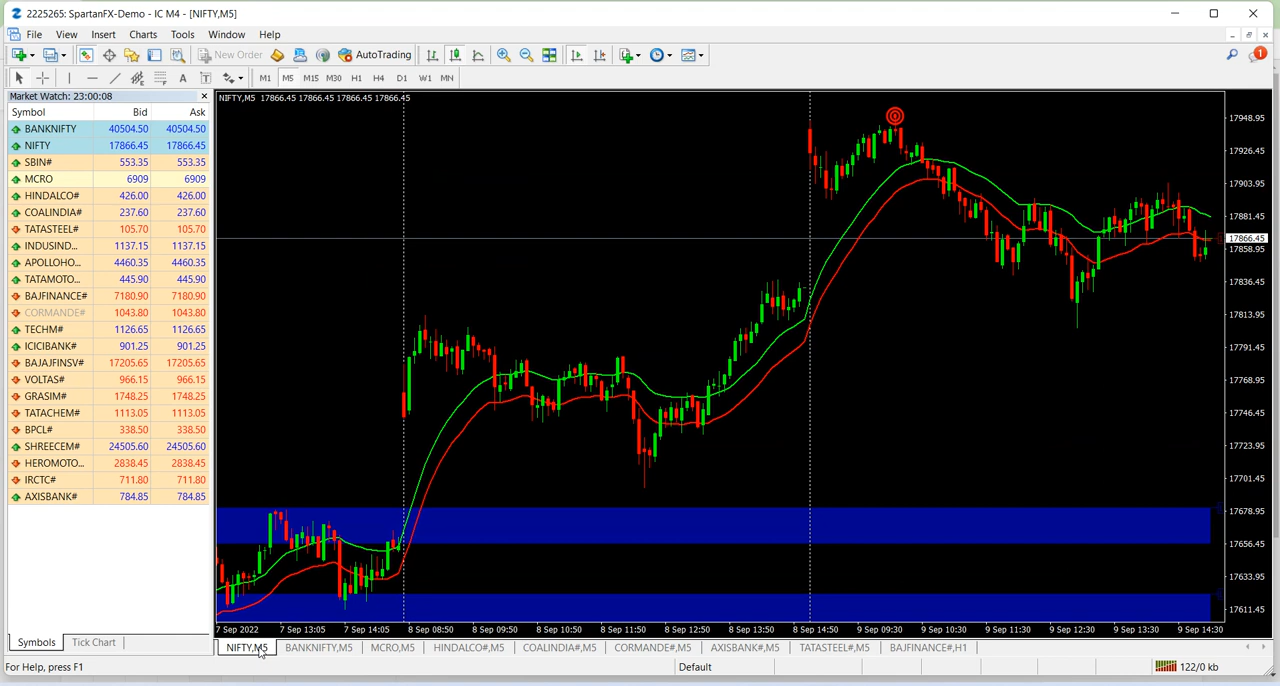 2225265: SpartanFX-Demo - IC M4 - [NIFTY,M5]
File View Insert Charts Tools Window Help
New Order AutoTrading 1
A T M1 M5 M15 M30 H1 H4 D1 W1 MN
Market Watch: 23:00:08
Symbol Bid Ask
BANKNIFTY 40504.50 40504.50
NIFTY 17866.45 17866.45
SBIN# 553.35 553.35
MCRO 6909 6909
HINDALCO# 426.00 426.00
COALINDIA# 237.60 237.60
TATASTEEL# 105.70 105.70
INDUSIND... 1137.15 1137.15
APOLLOHO... 4460.35 4460.35
TATAMOTO... 445.90 445.90
BAJFINANCE# 7180.90 7180.90
CORMANDE# 1043.80 1043.80
TECHM# 1126.65 1126.65
ICICIBANK# 901.25 901.25
BAJAJFINSV# 17205.65 17205.65
VOLTAS# 966.15 966.15
GRASIM# 1748.25 1748.25
TATACHEM# 1113.05 1113.05
BPCL# 338.50 338.50
SHREECEM# 24505.60 24505.60
HEROMOTO... 2838.45 2838.45
IRCTC# 711.80 711.80
AXISBANK# 784.85 784.85
Symbols Tick Chart
NIFTY,M5 17866.45 17866.45 17866.45 17866.45
17948.95
17926.45
17903.95
17881.45
17866.45
17858.95
17836.45
17813.95
17791.45
17768.95
17746.45
17723.95
17701.45
17678.95
17656.45
17633.95
17611.45
7 Sep 2022 7 Sep 13:05 7 Sep 14:05 8 Sep 08:50 8 Sep 09:50 8 Sep 10:50 8 Sep 11:50 8 Sep 12:50 8 Sep 13:50 8 Sep 14:50 9 Sep 09:30 9 Sep 10:30 9 Sep 11:30 9 Sep 12:30 9 Sep 13:30 9 Sep 14:30
NIFTY,M5 BANKNIFTY,M5 MCRO,M5 HINDALCO#,M5 COALINDIA#,M5 CORMANDE#,M5 AXISBANK#,M5 TATASTEEL#,M5 BAJFINANCE#,H1
For Help, press F1 Default 122/0 kb